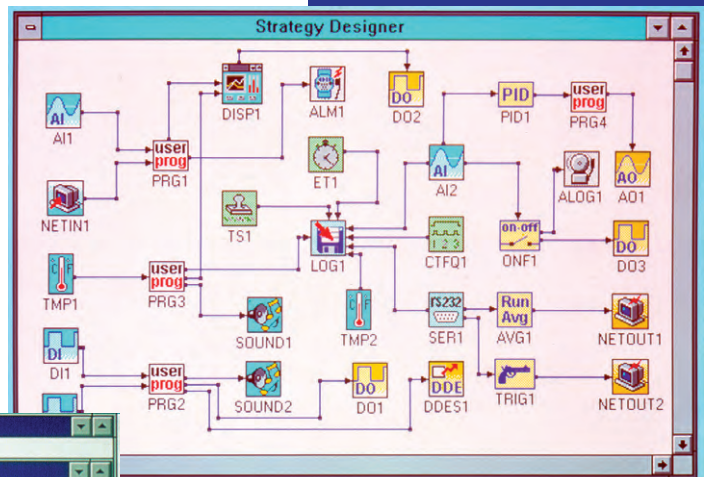 Strategy Designer
AI
AI1
user
prog
PRG1
DISP1
ALM1
DO
DO2
PID
PID1
user
prog
PRG4
NETIN1
ET1
AI
AI2
ALOG1
AO
AO1
TS1
LOG1
1 2 3
CTFQ1
on-off
ONF1
DO
DO3
C F
TMP1
user
prog
PRG3
SOUND1
C F
TMP2
rs232
SER1
Run
Avg
AVG1
NETOUT1
DI
DI1
user
prog
PRG2
SOUND2
DO
DO1
DDE
DDES1
TRIG1
NETOUT2